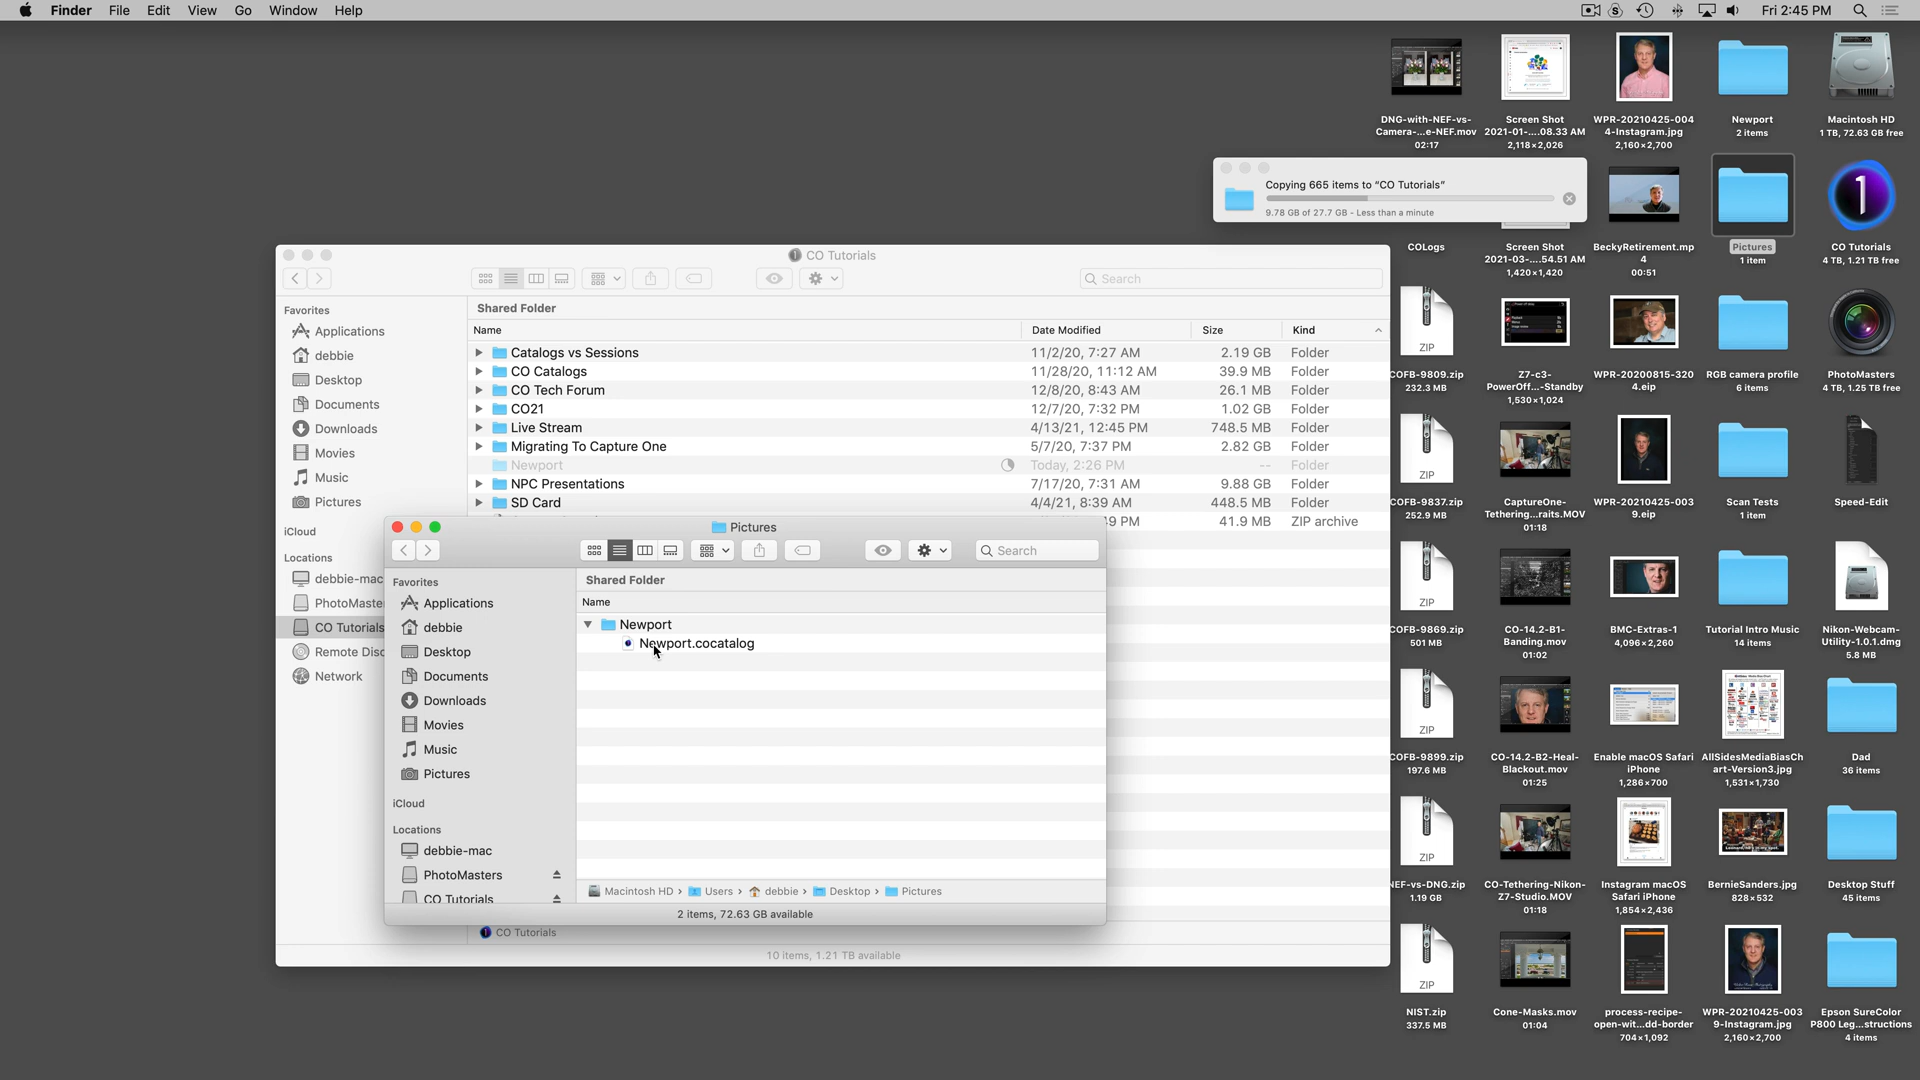 Finder File Edit View Go Window Help
Fri 2:45 PM
DNG-with-NEF-vs-
Camera-...e-NEF.mov
02:17
Screen Shot
2021-01-....08.33 AM
2,118×2,026
WPR-20210425-004
4-Instagram.jpg
2,160×2,700
Newport
2 items
Macintosh HD
1 TB, 72.63 GB free
Copying 665 items to “CO Tutorials”
9.78 GB of 27.7 GB - Less than a minute
COLogs
Screen Shot
2021-03-....54.51 AM
1,420×1,420
BeckyRetirement.mp
4
00:51
Pictures
1 item
CO Tutorials
4 TB, 1.21 TB free
CO Tutorials
Search
Favorites
Applications
debbie
Desktop
Documents
Downloads
Movies
Music
Pictures
iCloud
Locations
debbie-mac
PhotoMaste
CO Tutorials
Remote Disc
Network
Shared Folder
Name Date Modified Size Kind
Catalogs vs Sessions 11/2/20, 7:27 AM 2.19 GB Folder
CO Catalogs 11/28/20, 11:12 AM 39.9 MB Folder
CO Tech Forum 12/8/20, 8:43 AM 26.1 MB Folder
CO21 12/7/20, 7:32 PM 1.02 GB Folder
Live Stream 4/13/21, 12:45 PM 748.5 MB Folder
Migrating To Capture One 5/7/20, 7:37 PM 2.82 GB Folder
Newport Today, 2:26 PM -- Folder
NPC Presentations 7/17/20, 7:31 AM 9.88 GB Folder
SD Card 4/4/21, 8:39 AM 448.5 MB Folder
49 PM 41.9 MB ZIP archive
Pictures
Search
Favorites
Applications
debbie
Desktop
Documents
Downloads
Movies
Music
Pictures
iCloud
Locations
debbie-mac
PhotoMasters
CO Tutorials
Shared Folder
Name
Newport
Newport.cocatalog
Macintosh HD › Users › debbie › Desktop › Pictures
2 items, 72.63 GB available
CO Tutorials
10 items, 1.21 TB available
ZIP
COFB-9809.zip
232.3 MB
Z7-c3-
PowerOff...-Standby
1,530×1,024
WPR-20200815-320
4.eip
RGB camera profile
6 items
PhotoMasters
4 TB, 1.25 TB free
ZIP
COFB-9837.zip
252.9 MB
CaptureOne-
Tethering...raits.MOV
01:18
WPR-20210425-003
9.eip
Scan Tests
1 item
Speed-Edit
ZIP
COFB-9869.zip
501 MB
CO-14.2-B1-
Banding.mov
01:02
BMC-Extras-1
4,096×2,260
Tutorial Intro Music
14 items
Nikon-Webcam-
Utility-1.0.1.dmg
5.8 MB
ZIP
COFB-9899.zip
197.6 MB
CO-14.2-B2-Heal-
Blackout.mov
01:25
Enable macOS Safari
iPhone
1,286×700
AllSidesMediaBiasCh
art-Version3.jpg
1,531×1,730
Dad
36 items
ZIP
NEF-vs-DNG.zip
1.19 GB
CO-Tethering-Nikon-
Z7-Studio.MOV
01:18
Instagram macOS
Safari iPhone
1,854×2,436
BernieSanders.jpg
828×532
Desktop Stuff
45 items
ZIP
NIST.zip
337.5 MB
Cone-Masks.mov
01:04
process-recipe-
open-wit...dd-border
704×1,092
WPR-20210425-003
9-Instagram.jpg
2,160×2,700
Epson SureColor
P800 Leg...structions
4 items